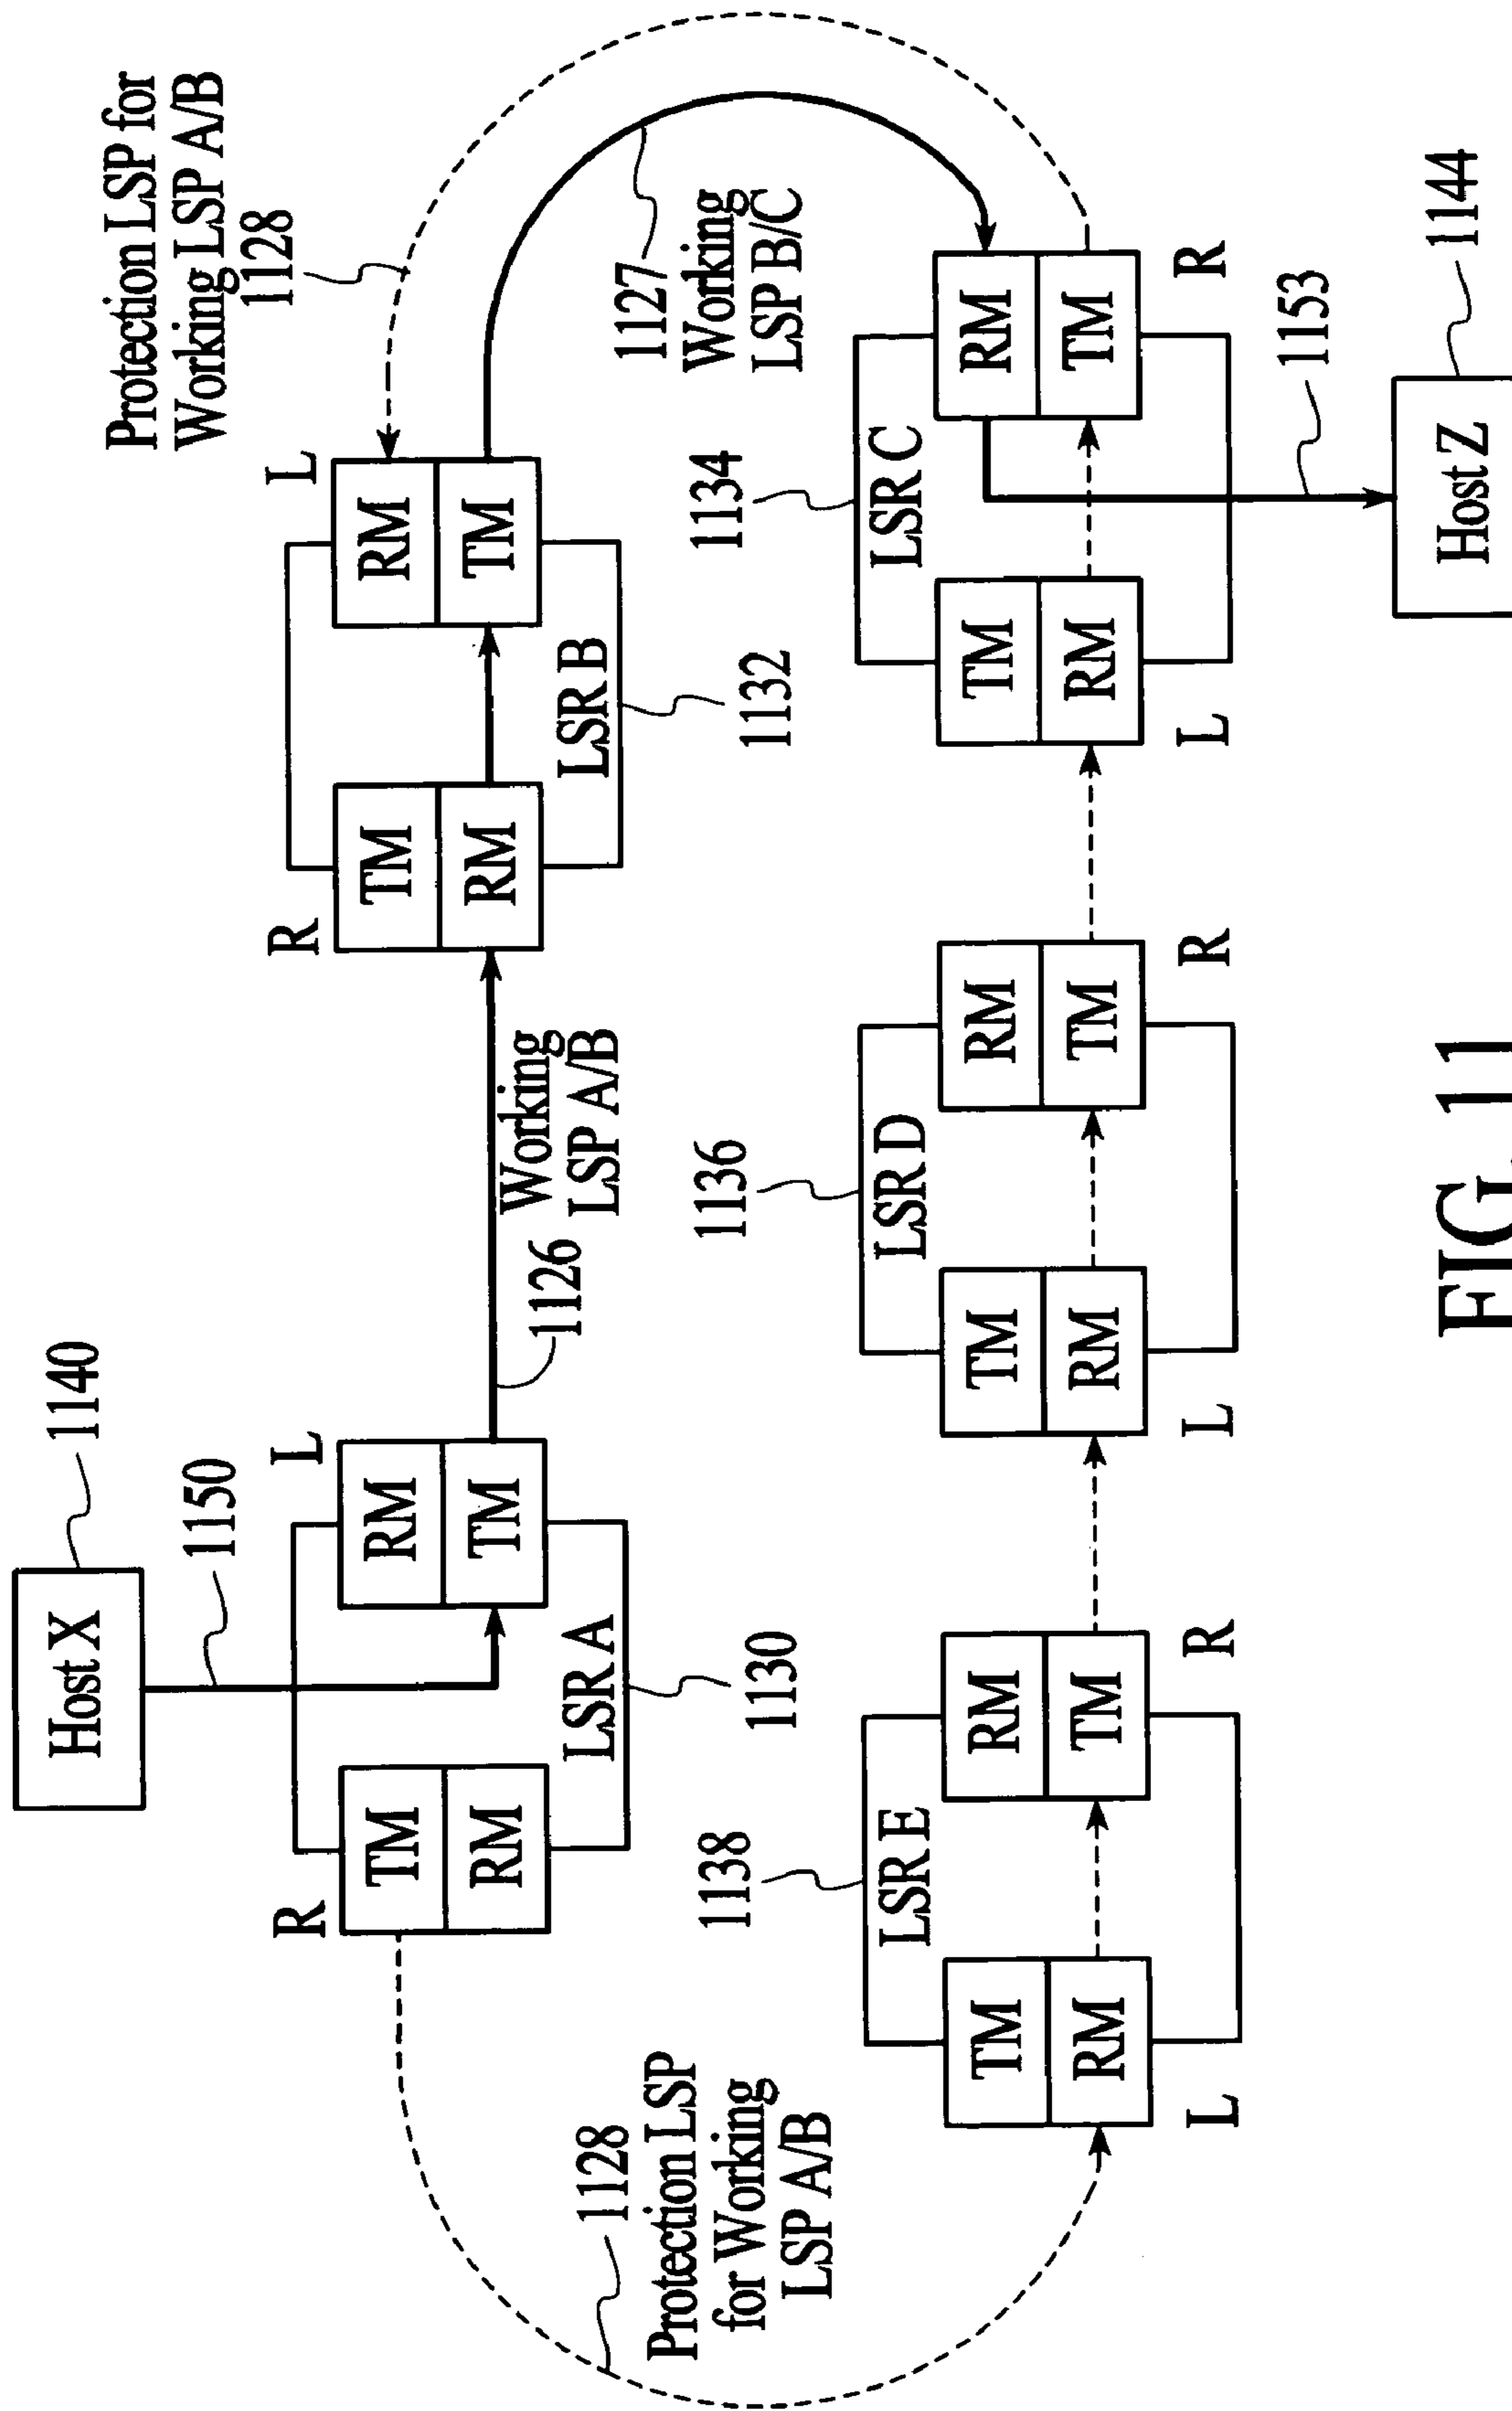 Host X
1140
1150
Protection LSP for
Working LSP A/B
1128
R
TM
RM
L
RM
TM
LSR A
1130
1126
Working
LSP A/B
R
TM
RM
L
RM
TM
LSR B
1132
1127
Working
LSP B/C
1128
Protection LSP
for Working
LSP A/B
1138
LSR E
TM
RM
L
RM
TM
R
1136
LSR D
TM
RM
L
RM
TM
R
1134
LSR C
TM
RM
L
RM
TM
R
1153
Host Z
1144
FIG. 11